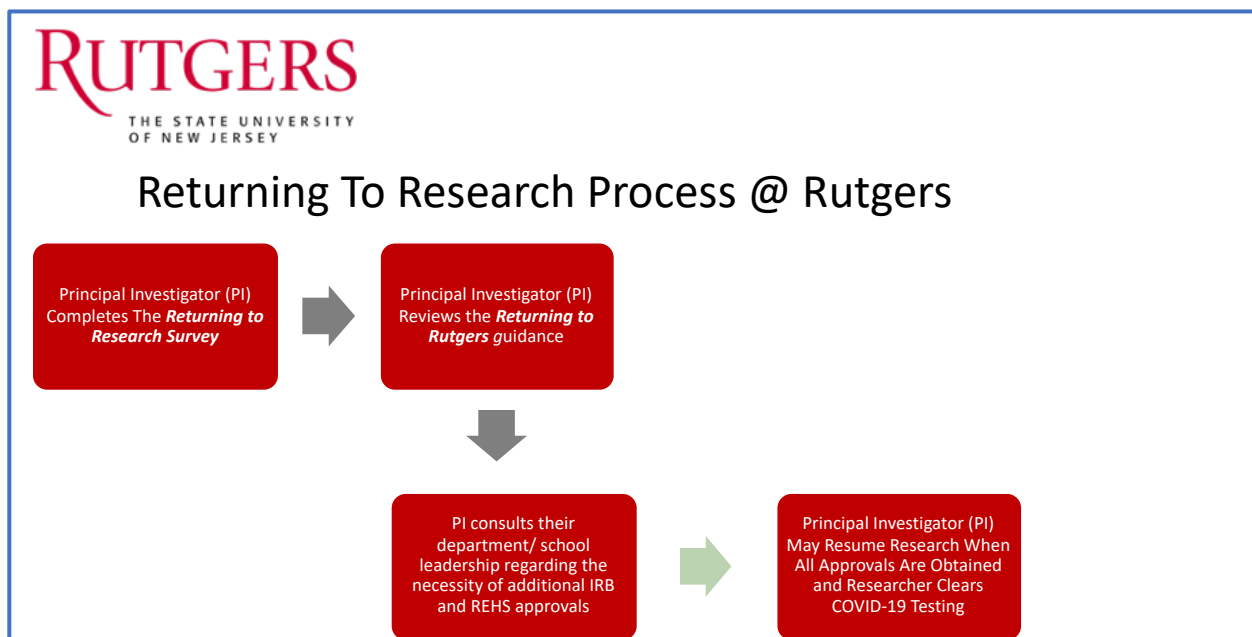 RUTGERS
THE STATE UNIVERSITY
OF NEW JERSEY
Returning To Research Process @ Rutgers
Principal Investigator (PI)
Completes The Returning to
Research Survey
Principal Investigator (PI)
Reviews the Returning to
Rutgers guidance
PI consults their
department/ school
leadership regarding the
necessity of additional IRB
and REHS approvals
Principal Investigator (PI)
May Resume Research When
All Approvals Are Obtained
and Researcher Clears
COVID-19 Testing